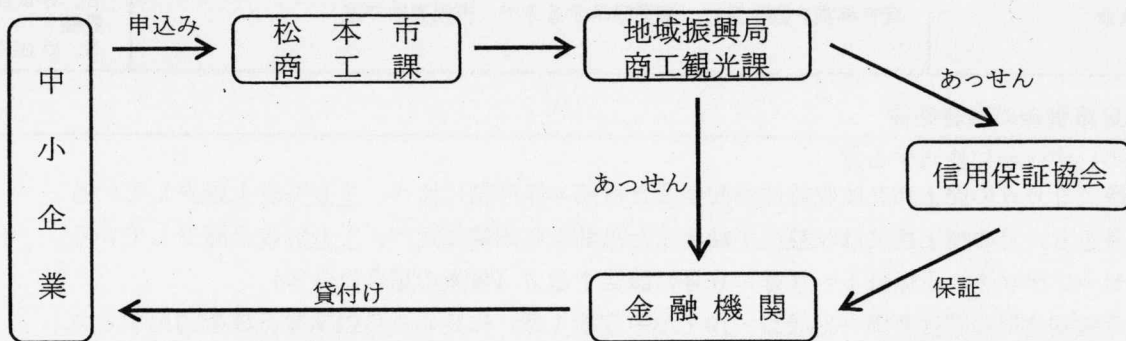 中小企業
申込み
松本市
商工課
地域振興局
商工観光課
あっせん
あっせん
信用保証協会
保証
金融機関
貸付け